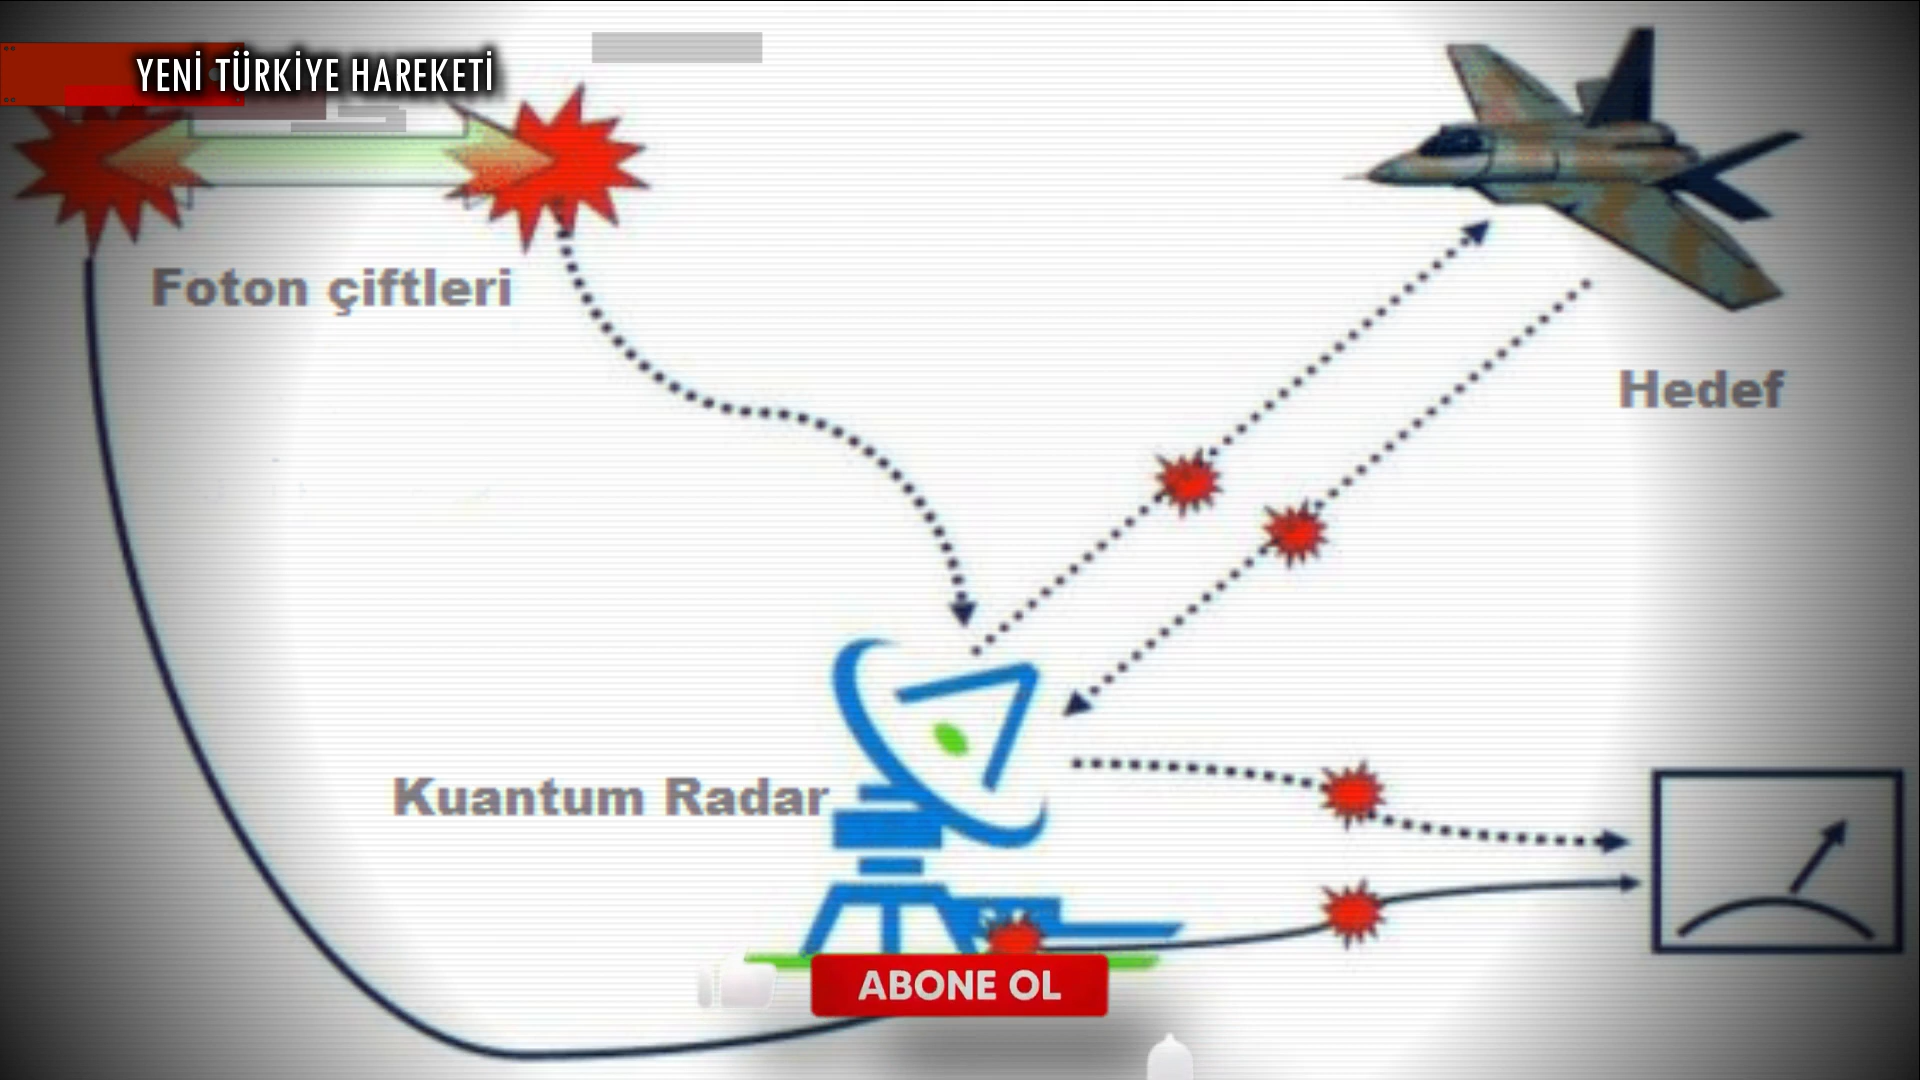 YENİ TÜRKİYE HAREKETİ
Foton çiftleri
Hedef
Kuantum Radar
ABONE OL